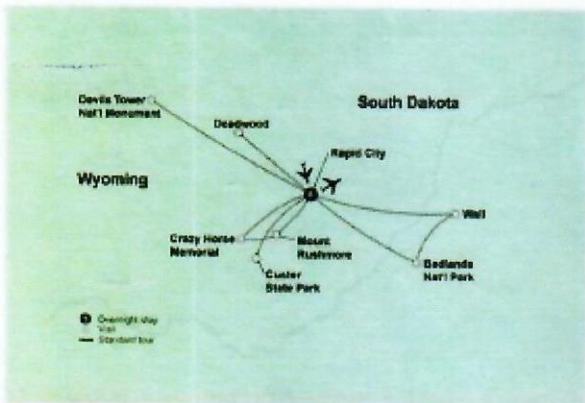 South Dakota
Devils Tower
Nat'l Monument
Deadwood
Rapid City
Wyoming
Wall
Crazy Horse
Memorial
Mount
Rushmore
Badlands
Nat'l Park
Custer
State Park
Overnight stay
Visit
Standard tour